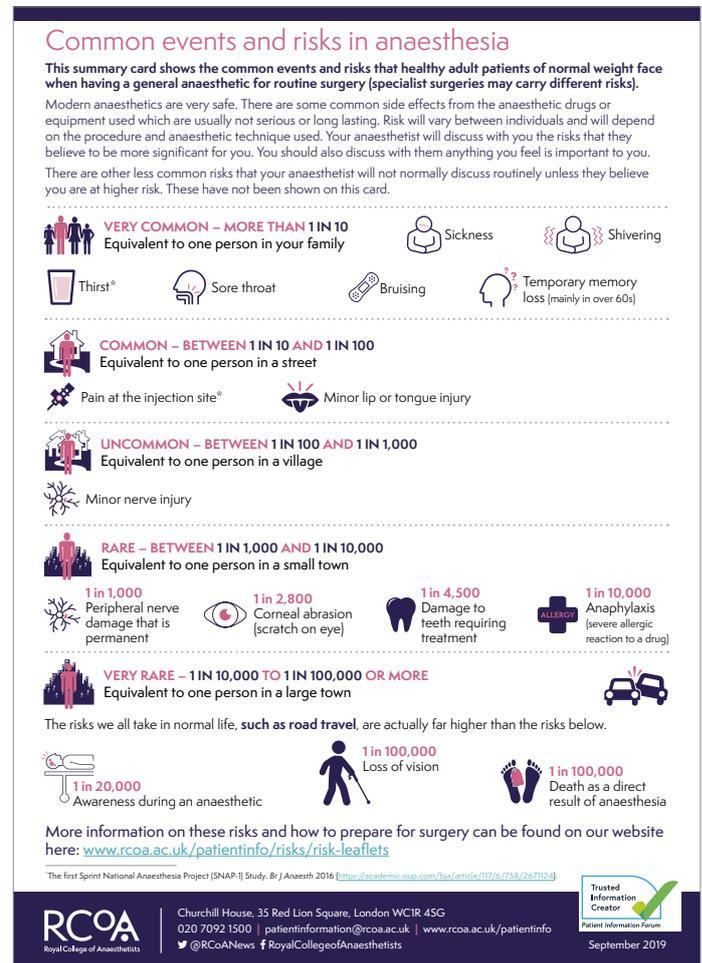 Common events and risks in anaesthesia
This summary card shows the common events and risks that healthy adult patients of normal weight face
when having a general anaesthetic for routine surgery (specialist surgeries may carry different risks).
Modern anaesthetics are very safe. There are some common side effects from the anaesthetic drugs or
equipment used which are usually not serious or long lasting. Risk will vary between individuals and will depend
on the procedure and anaesthetic technique used. Your anaesthetist will discuss with you the risks that they
believe to be more significant for you. You should also discuss with them anything you feel is important to you.
There are other less common risks that your anaesthetist will not normally discuss routinely unless they believe
you are at higher risk. These have not been shown on this card.
VERY COMMON – MORE THAN 1 IN 10
Equivalent to one person in your family
Sickness
Shivering
Thirst*
Sore throat
Bruising
Temporary memory
loss (mainly in over 60s)
COMMON – BETWEEN 1 IN 10 AND 1 IN 100
Equivalent to one person in a street
Pain at the injection site*
Minor lip or tongue injury
UNCOMMON – BETWEEN 1 IN 100 AND 1 IN 1,000
Equivalent to one person in a village
Minor nerve injury
RARE – BETWEEN 1 IN 1,000 AND 1 IN 10,000
Equivalent to one person in a small town
1 in 1,000
Peripheral nerve
damage that is
permanent
1 in 2,800
Corneal abrasion
(scratch on eye)
1 in 4,500
Damage to
teeth requiring
treatment
ALLERGY
1 in 10,000
Anaphylaxis
(severe allergic
reaction to a drug)
VERY RARE – 1 IN 10,000 TO 1 IN 100,000 OR MORE
Equivalent to one person in a large town
The risks we all take in normal life, such as road travel, are actually far higher than the risks below.
1 in 20,000
Awareness during an anaesthetic
1 in 100,000
Loss of vision
1 in 100,000
Death as a direct
result of anaesthesia
More information on these risks and how to prepare for surgery can be found on our website
here: www.rcoa.ac.uk/patientinfo/risks/risk-leaflets
*The first Sprint National Anaesthesia Project (SNAP-1) Study. Br J Anaesth 2016 (https://academic.oup.com/bja/article/117/6/758/2671124).
RCOA
Royal College of Anaesthetists
Churchill House, 35 Red Lion Square, London WC1R 4SG
020 7092 1500 | patientinformation@rcoa.ac.uk | www.rcoa.ac.uk/patientinfo
@RCoANews RoyalCollegeofAnaesthetists
Trusted
Information
Creator
Patient Information Forum
September 2019